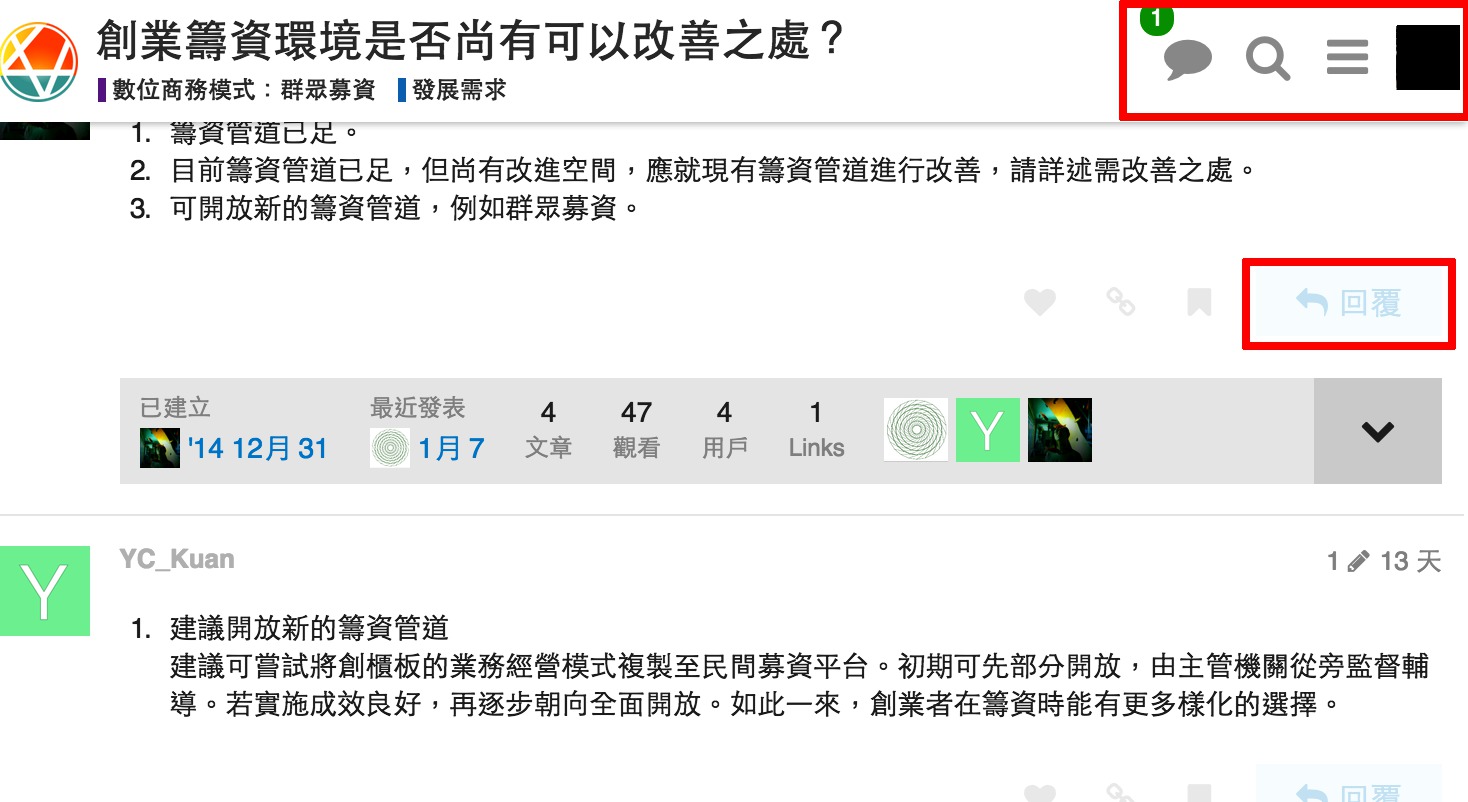 創業籌資環境是否尚有可以改善之處？
1
數位商務模式：群眾募資 發展需求
1. 籌資管道已足。
2. 目前籌資管道已足，但尚有改進空間，應就現有籌資管道進行改善，請詳述需改善之處。
3. 可開放新的籌資管道，例如群眾募資。
回覆
已建立 最近發表 4 47 4 1
'14 12月 31 1月 7 文章 觀看 用戶 Links
Y
Y
YC_Kuan 1 13 天
1. 建議開放新的籌資管道
建議可嘗試將創櫃板的業務經營模式複製至民間募資平台。初期可先部分開放，由主管機關從旁監督輔
導。若實施成效良好，再逐步朝向全面開放。如此一來，創業者在籌資時能有更多樣化的選擇。
回覆